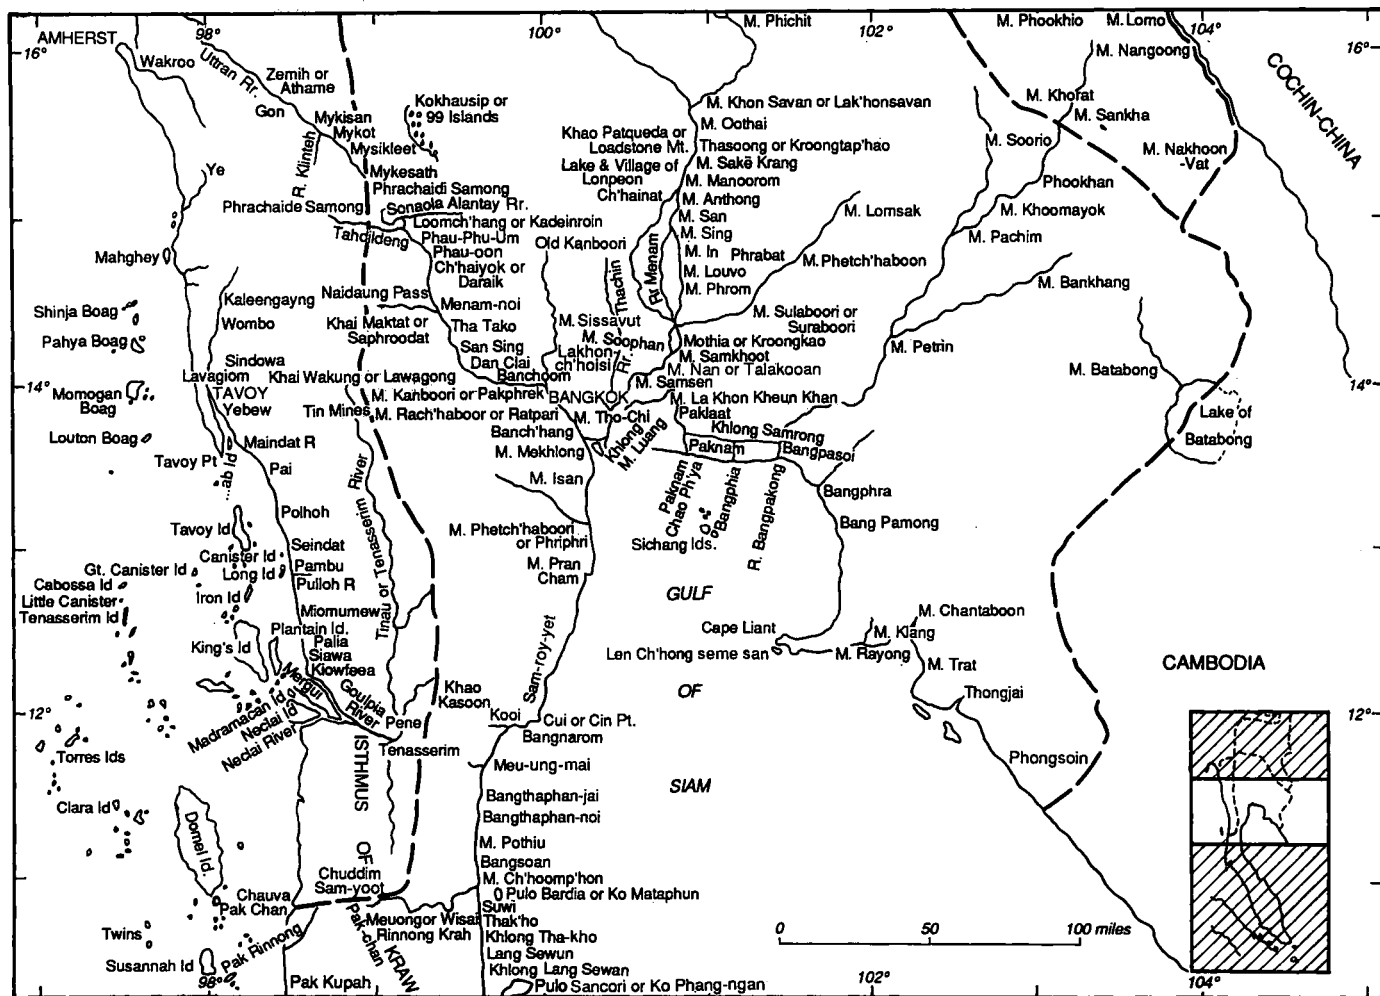 98°
100°
102°
104°
16°
16°
AMHERST
Wakroo
Uttran Rr.
Zemih or
Athame
Gon
Mykisan
Mykot
Mysikleet
Mykesath
R. Klinteh
Kokhausip or
99 Islands
Ye
Phrachaidi Samong
Phrachaide Samong
Sonaola Alantay Rr.
Loomch'hang or Kadeinroin
Tahdildeng
Phau-Phu-Um
Phau-oon
Ch'haiyok or
Daraik
Old Kanboori
Mahghey
Shinja Boag
Pahya Boag
Momogan
Boag
Louton Boag
Kaleengayng
Wombo
Naidaung Pass
Menam-noi
Khai Maktat or
Saphroodat
Tha Tako
San Sing
Dan Clai
Banchoom
Sindowa
Lavagiom
TAVOY
Yebew
Khai Wakung or Lawagong
Tin Mines
M. Kanboori or Pakphrek
M. Rach'haboor or Ratpari
Maindat R
Tavoy Pt
...ab Id
Pai
Polhoh
Tavoy Id
Seindat
Canister Id
Gt. Canister Id
Long Id
Pambu
Pulloh R
Cabossa Id
Little Canister
Tenasserim Id
Iron Id
Miomumew
Plantain Id.
King's Id
Palia
Siawa
Kiowfeea
Mergui
Goulpia
River
Madramacan Id
Neclai Id
Neclai River
Pene
Tenasserim
Torres Ids
Clara Id
Domel Id.
Tinau or Tenasserim River
ISTHMUS OF KRAW
Chuddim
Sam-yoot
Chauva
Pak Chan
Twins
Susannah Id
Pak Rinnong
Pak-chan
Pak Kupah
Meuongor Wisai
Rinnong Krah
M. Phichit
M. Khon Savan or Lak'honsavan
M. Oothai
Khao Patqueda or
Loadstone Mt.
Thasoong or Kroongtap'hao
Lake & Village of
Lonpeon
M. Sakē Krang
M. Manoorom
Ch'hainat
M. Anthong
M. San
M. Sing
M. In
Phrabat
M. Louvo
M. Phrom
Rr Menam
Rr. Thachin
M. Lomsak
M. Phetch'haboon
M. Sissavut
M. Soophan
Lakhon-
ch'hoisi
M. Sulaboori or
Suraboori
Mothia or Kroongkao
M. Samkhoot
M. Nan or Talakooan
M. Samsen
BANGKOK
M. La Khon Kheun Khan
M. Tho-Chi
Paklaat
Banch'hang
M. Mekhlong
Khlong
M. Luang
Khlong Samrong
Paknam
Bangpasoi
M. Isan
Paknam
Chao Ph'ya
Bangphia
R. Bangpakong
Sichang Ids.
Bangphra
Bang Pamong
M. Phetch'haboori
or Phriphri
M. Pran
Cham
Sam-roy-yet
GULF
OF
SIAM
Khao
Kasoon
Kooi
Cui or Cin Pt.
Bangnarom
Meu-ung-mai
Bangthaphan-jai
Bangthaphan-noi
M. Pothiu
Bangsoan
M. Ch'hoomp'hon
Pulo Bardia or Ko Mataphun
Suwi
Thak'ho
Khlong Tha-kho
Lang Sewun
Khlong Lang Sewan
Pulo Sancori or Ko Phang-ngan
Cape Liant
Len Ch'hong seme san
M. Rayong
M. Klang
M. Chantaboon
M. Trat
Thongjai
Phongsoin
M. Phookhio
M. Lomo
M. Nangoong
M. Khorat
M. Sankha
M. Soorio
M. Nakhoon
-Vat
Phookhan
M. Khoomayok
M. Pachim
M. Bankhang
M. Petrin
M. Batabong
Lake of
Batabong
COCHIN-CHINA
CAMBODIA
14°
14°
12°
12°
0
50
100 miles
98°
102°
104°